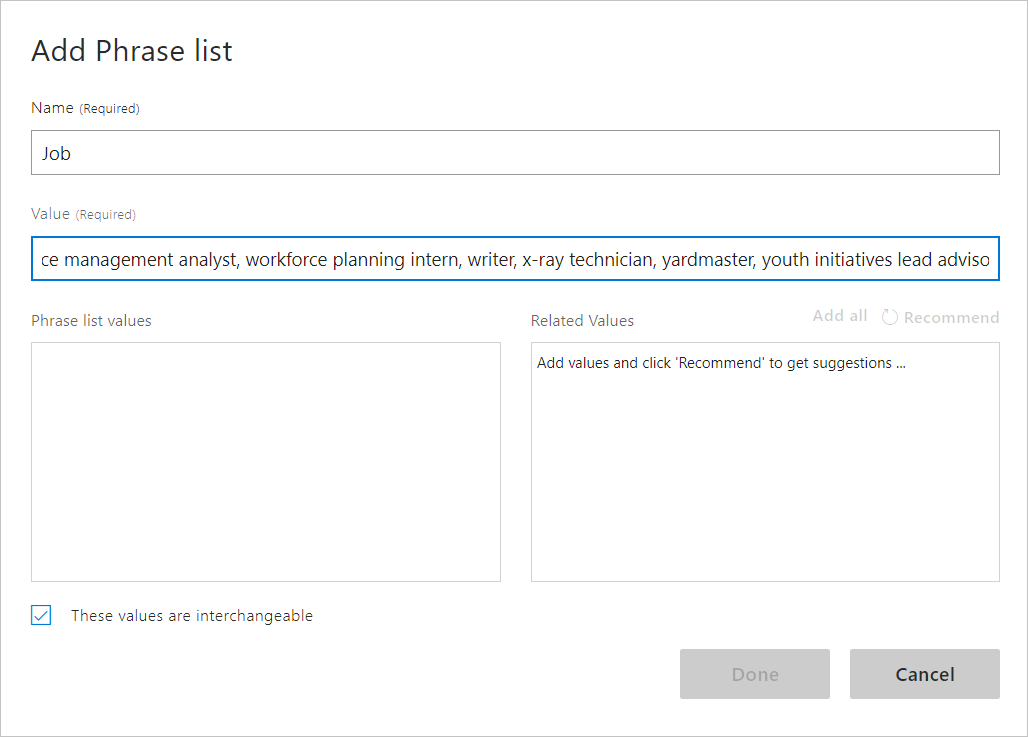 Add Phrase list
Name (Required)
Job
Value (Required)
ce management analyst, workforce planning intern, writer, x-ray technician, yardmaster, youth initiatives lead adviso
Phrase list values
Related Values Add all Recommend
Add values and click 'Recommend' to get suggestions ...
These values are interchangeable
Done Cancel